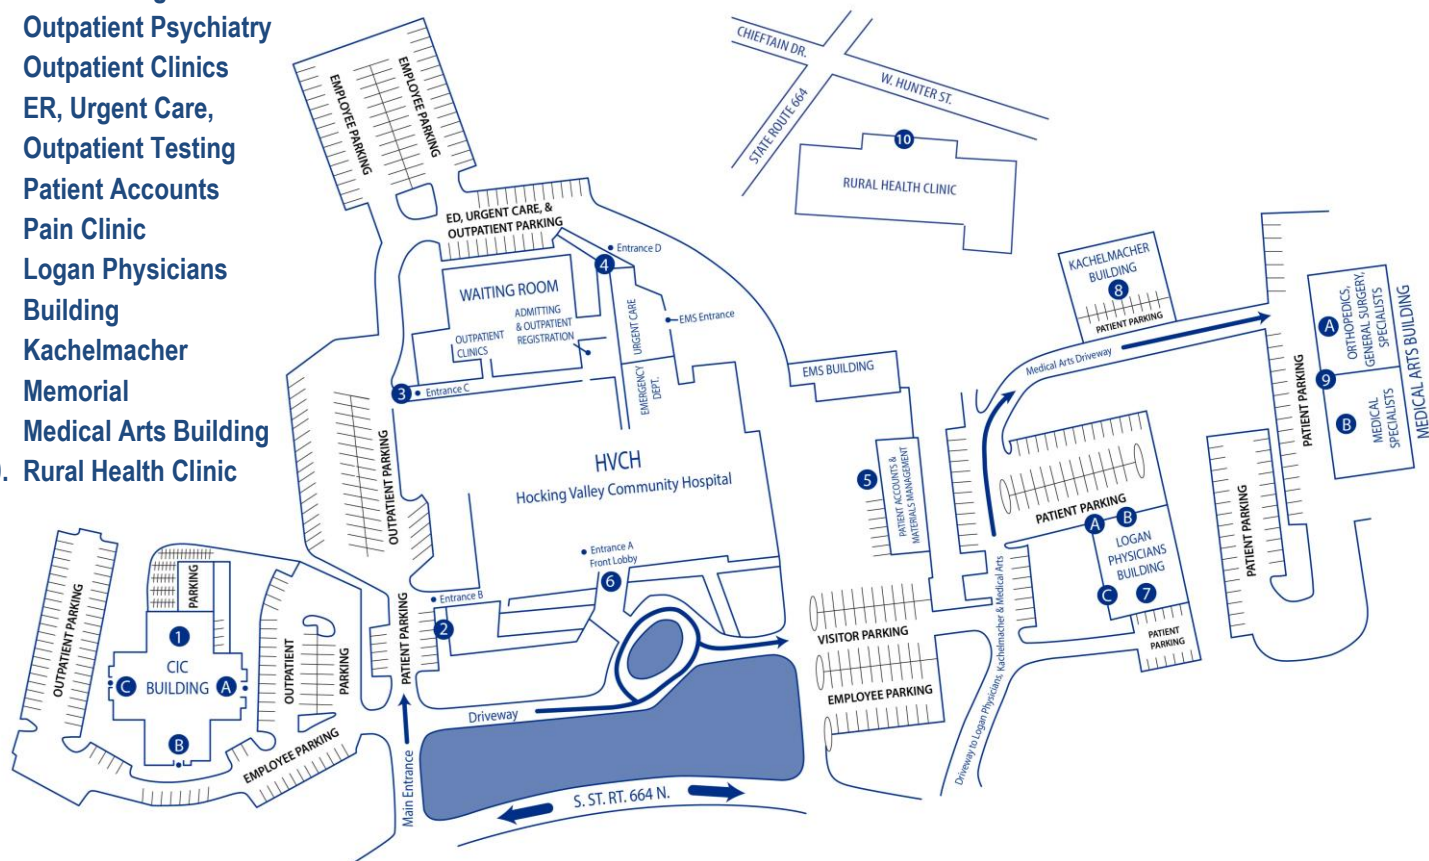 Outpatient Psychiatry
Outpatient Clinics
ER, Urgent Care,
Outpatient Testing
Patient Accounts
Pain Clinic
Logan Physicians
Building
Kachelmacher
Memorial
Medical Arts Building
. Rural Health Clinic
CHIEFTAIN DR.
W. HUNTER ST.
STATE ROUTE 664
10
RURAL HEALTH CLINIC
EMPLOYEE PARKING
EMPLOYEE PARKING
ED, URGENT CARE, &
OUTPATIENT PARKING
4
Entrance D
WAITING ROOM
ADMITTING
& OUTPATIENT
REGISTRATION
OUTPATIENT
CLINICS
URGENT CARE
EMS Entrance
EMERGENCY
DEPT.
3
Entrance C
OUTPATIENT PARKING
HVCH
Hocking Valley Community Hospital
Entrance A
Front Lobby
6
Entrance B
2
PATIENT PARKING
EMS BUILDING
5
PATIENT ACCOUNTS &
MATERIALS MANAGEMENT
KACHELMACHER
BUILDING
8
PATIENT PARKING
Medical Arts Driveway
A
ORTHOPEDICS,
GENERAL SURGERY,
SPECIALISTS
9
B
MEDICAL
SPECIALISTS
MEDICAL ARTS BUILDING
PATIENT PARKING
PATIENT PARKING
PATIENT PARKING
A
B
LOGAN
PHYSICIANS
BUILDING
C
7
PATIENT
PARKING
Driveway to Logan Physicians, Kachelmacher & Medical Arts
VISITOR PARKING
EMPLOYEE PARKING
OUTPATIENT PARKING
PARKING
1
CIC
BUILDING
C
A
B
OUTPATIENT
PARKING
EMPLOYEE PARKING
Main Entrance
Driveway
S. ST. RT. 664 N.